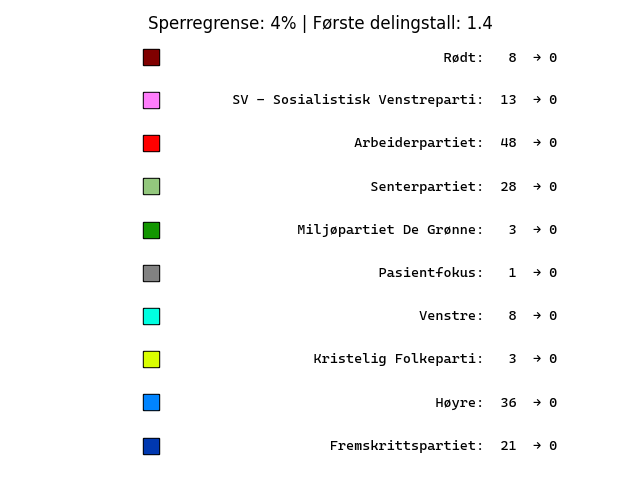 Sperregrense: 4% | Første delingstall: 1.4
Rødt: 8 → 0
SV – Sosialistisk Venstreparti: 13 → 0
Arbeiderpartiet: 48 → 0
Senterpartiet: 28 → 0
Miljøpartiet De Grønne: 3 → 0
Pasientfokus: 1 → 0
Venstre: 8 → 0
Kristelig Folkeparti: 3 → 0
Høyre: 36 → 0
Fremskrittspartiet: 21 → 0